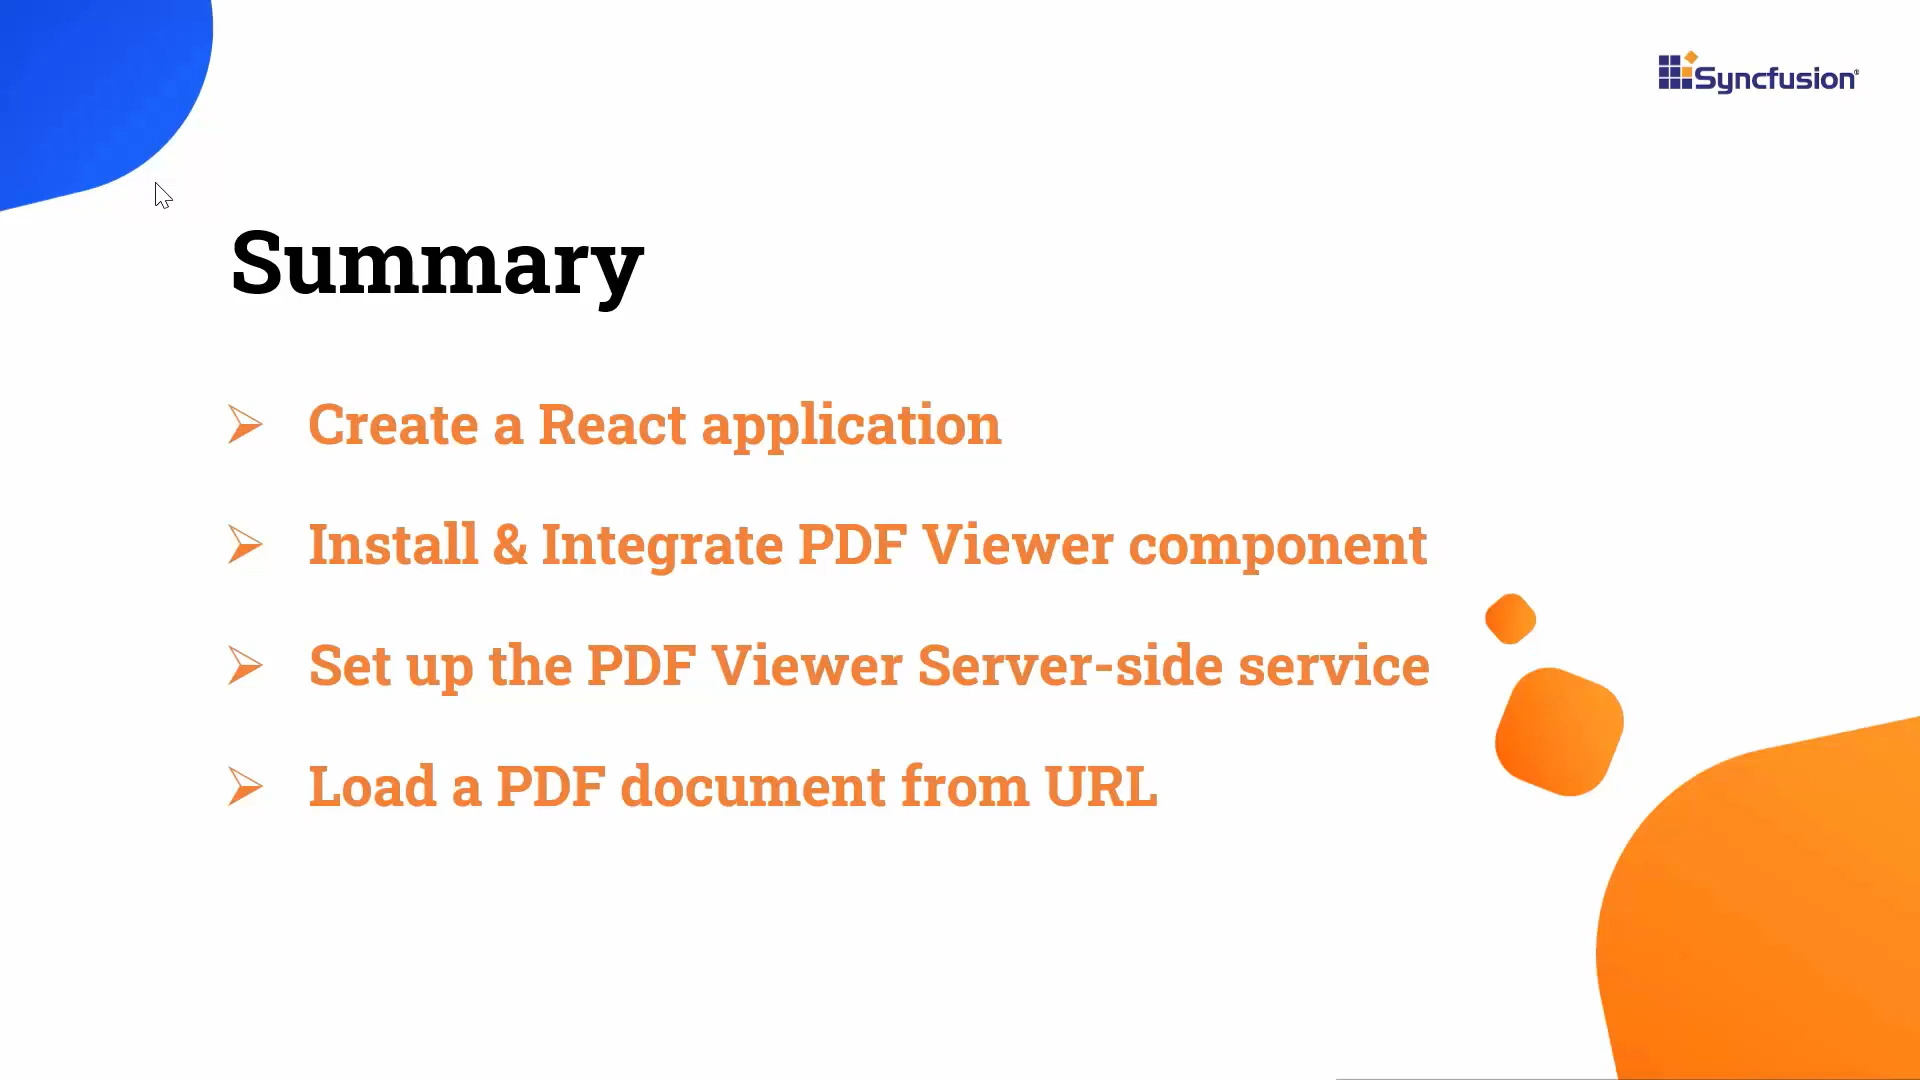 Syncfusion®
Summary
➢ Create a React application
➢ Install & Integrate PDF Viewer component
➢ Set up the PDF Viewer Server-side service
➢ Load a PDF document from URL